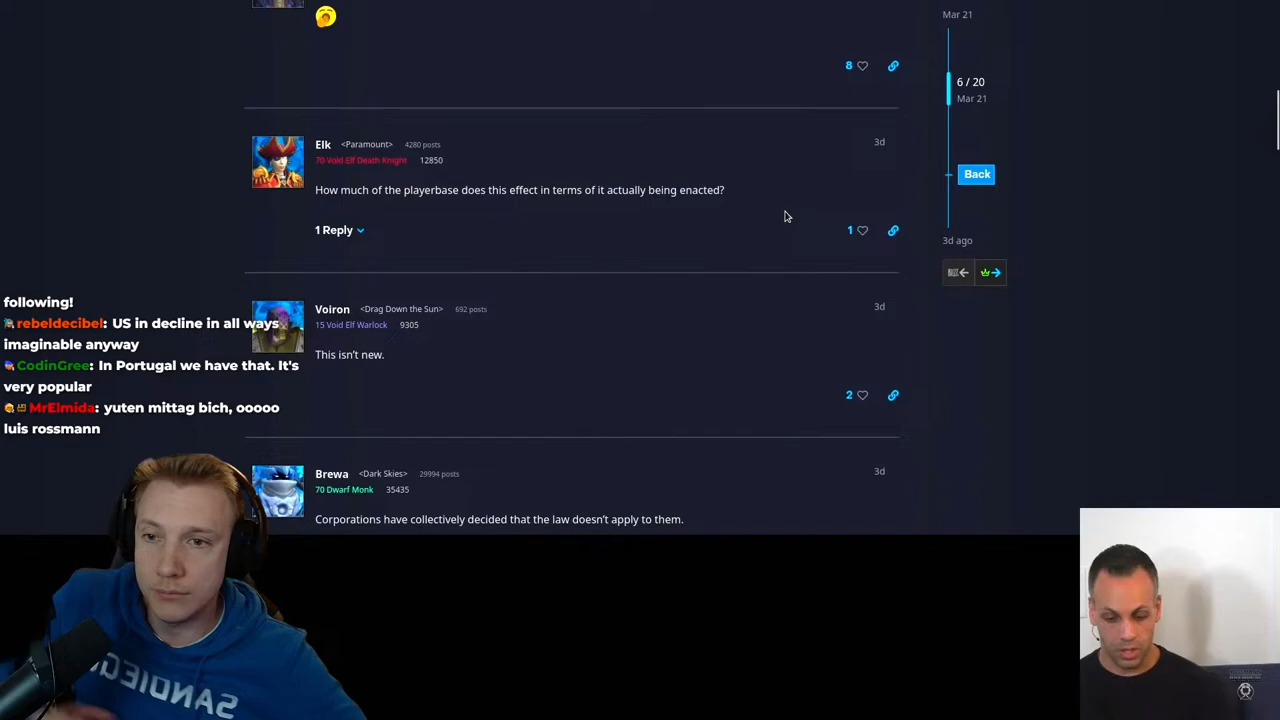 Mar 21
8
6 / 20
Mar 21
Elk <Paramount> 4280 posts
3d
70 Void Elf Death Knight 12850
How much of the playerbase does this effect in terms of it actually being enacted?
Back
1 Reply
1
3d ago
Voiron <Drag Down the Sun> 692 posts
3d
15 Void Elf Warlock 9305
This isn't new.
2
Brewa <Dark Skies> 29994 posts
3d
70 Dwarf Monk 35435
Corporations have collectively decided that the law doesn't apply to them.
following!
rebeldecibel: US in decline in all ways
imaginable anyway
CodinGree: In Portugal we have that. It's
very popular
MrElmida: yuten mittag bich, ooooo
luis rossmann
SANDIEGO